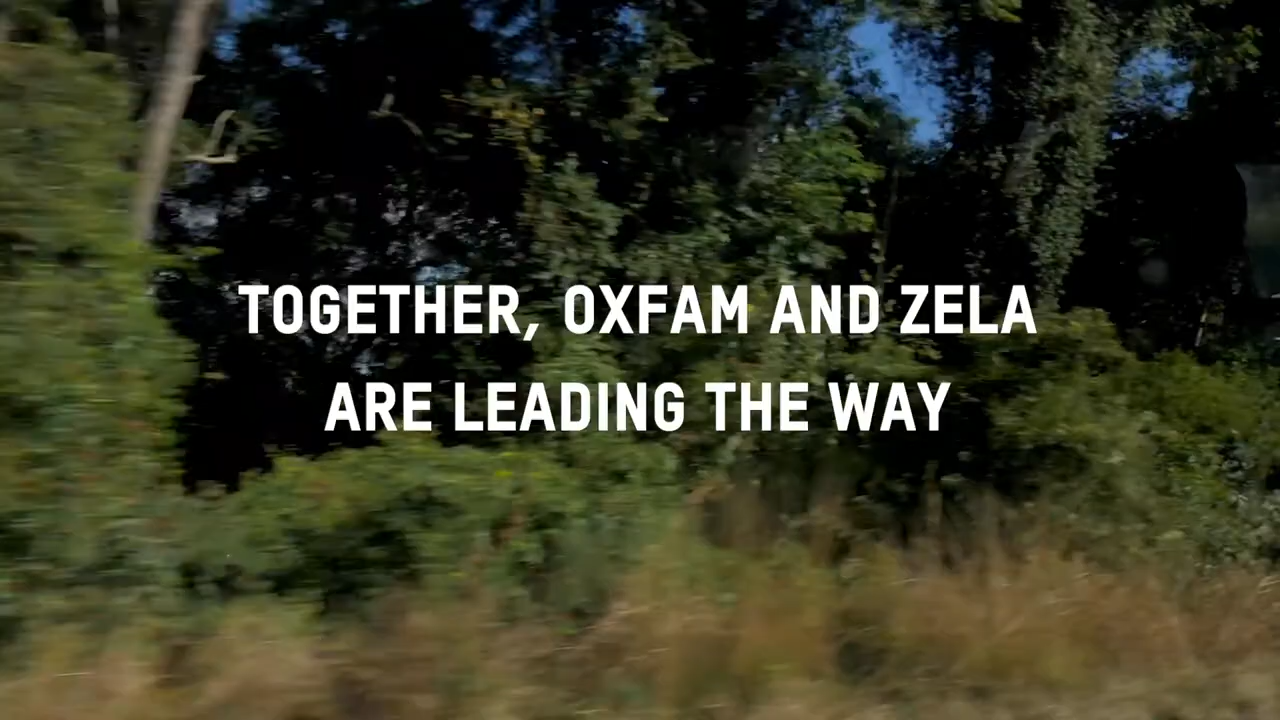 TOGETHER, OXFAM AND ZELA
ARE LEADING THE WAY